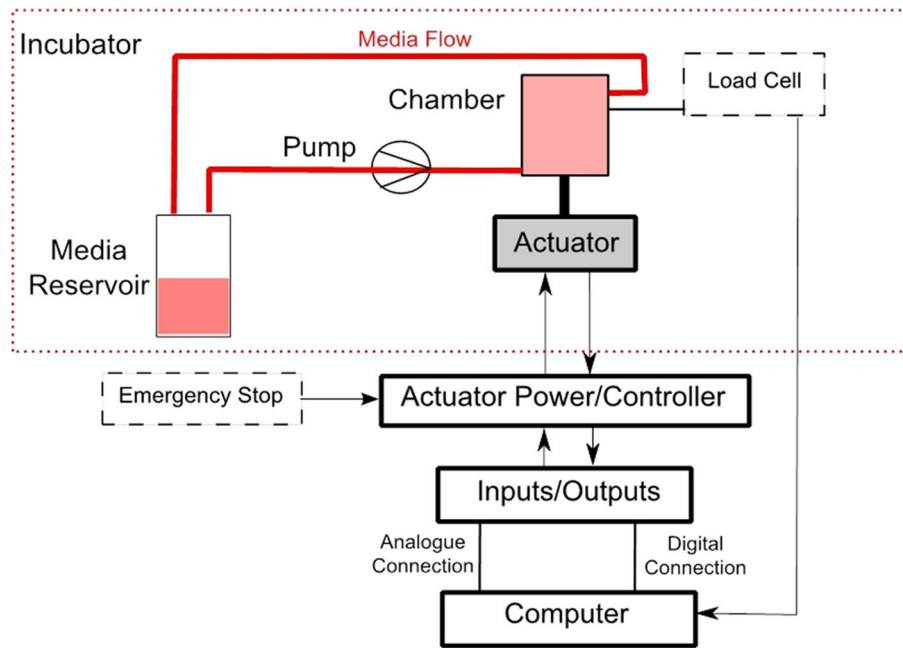 Incubator
Media Flow
Load Cell
Chamber
Pump
Actuator
Media
Reservoir
Emergency Stop
Actuator Power/Controller
Inputs/Outputs
Analogue
Connection
Digital
Connection
Computer